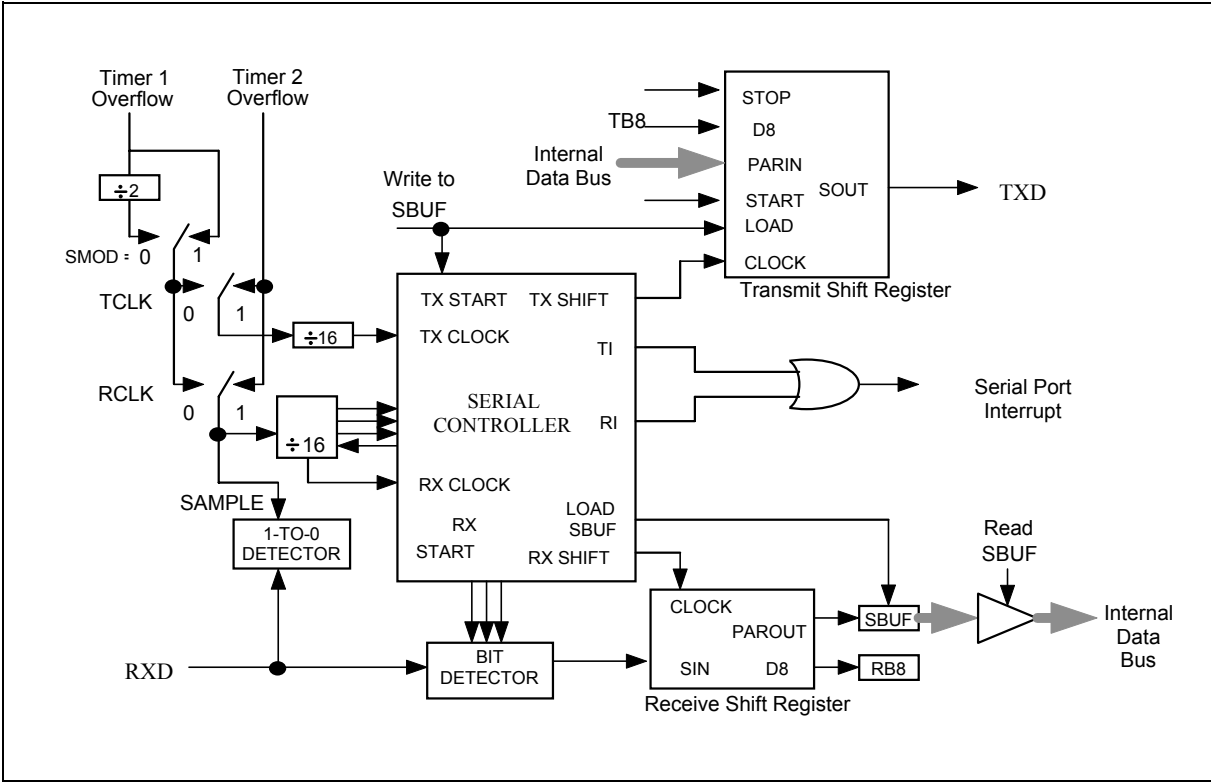 Timer 1
Overflow
Timer 2
Overflow
÷2
SMOD = 0
1
TCLK
0
1
RCLK
0
1
÷16
÷16
SAMPLE
1-TO-0
DETECTOR
RXD
Write to
SBUF
TX START
TX SHIFT
TX CLOCK
TI
SERIAL
CONTROLLER
RI
RX CLOCK
LOAD
SBUF
RX
START
RX SHIFT
BIT
DETECTOR
TB8
Internal
Data Bus
STOP
D8
PARIN
SOUT
START
LOAD
CLOCK
Transmit Shift Register
TXD
Serial Port
Interrupt
CLOCK
PAROUT
SIN
D8
Receive Shift Register
SBUF
RB8
Read
SBUF
Internal
Data
Bus